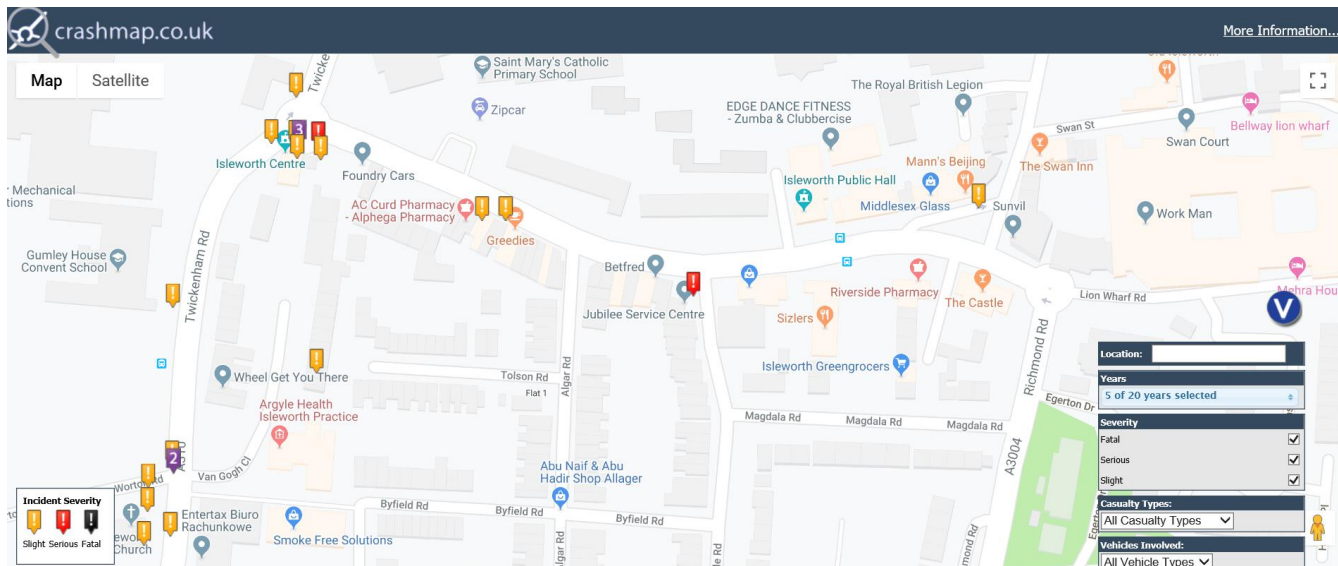 crashmap.co.uk
More Information...
Map
Satellite
Saint Mary's Catholic
Primary School
Zipcar
The Royal British Legion
EDGE DANCE FITNESS
- Zumba & Clubbercise
Swan St
Bellway lion wharf
Swan Court
The Swan Inn
3
Isleworth Centre
Foundry Cars
Mann's Beijing
Isleworth Public Hall
Middlesex Glass
Sunvil
Work Man
Mechanical
AC Curd Pharmacy
- Alphega Pharmacy
Greedies
Gumley House
Convent School
Twickenham Rd
Betfred
Jubilee Service Centre
Riverside Pharmacy
The Castle
Lion Wharf Rd
Sizlers
V
Richmond Rd
Wheel Get You There
Tolson Rd
Flat 1
Algar Rd
Isleworth Greengrocers
Argyle Health
Isleworth Practice
Magdala Rd
Magdala Rd
Magdala Rd
Egerton Dr
A3004
2
A310
Van Gogh Cl
Abu Naif & Abu
Hadir Shop Allager
Byfield Rd
Byfield Rd
Byfield Rd
Entertax Biuro
Rachunkowe
Smoke Free Solutions
Church
Incident Severity
Slight Serious Fatal
Location:
Years
5 of 20 years selected
Severity
Fatal
Serious
Slight
Casualty Types:
All Casualty Types
Vehicles Involved:
All Vehicle Types